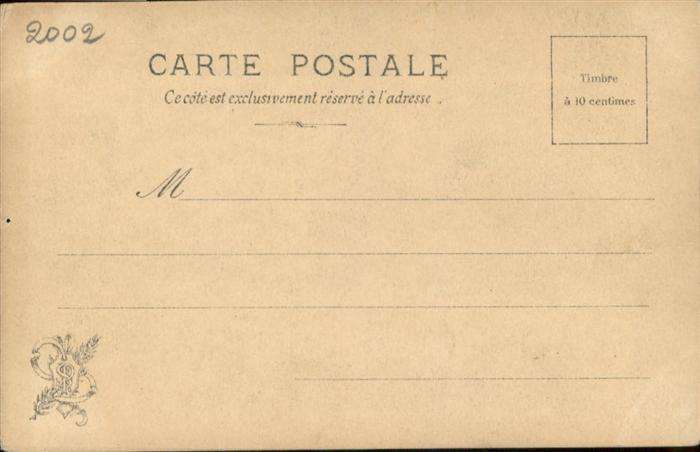 2002
CARTE POSTALE
Ce côté est exclusivement réservé à l'adresse.
Timbre
à 10 centimes
M